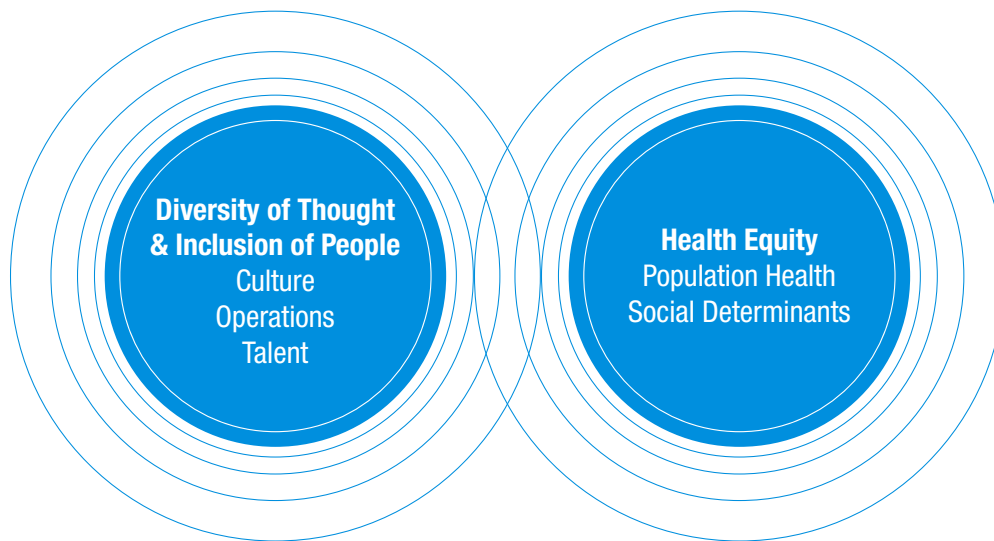 Diversity of Thought
& Inclusion of People
Culture
Operations
Talent
Health Equity
Population Health
Social Determinants